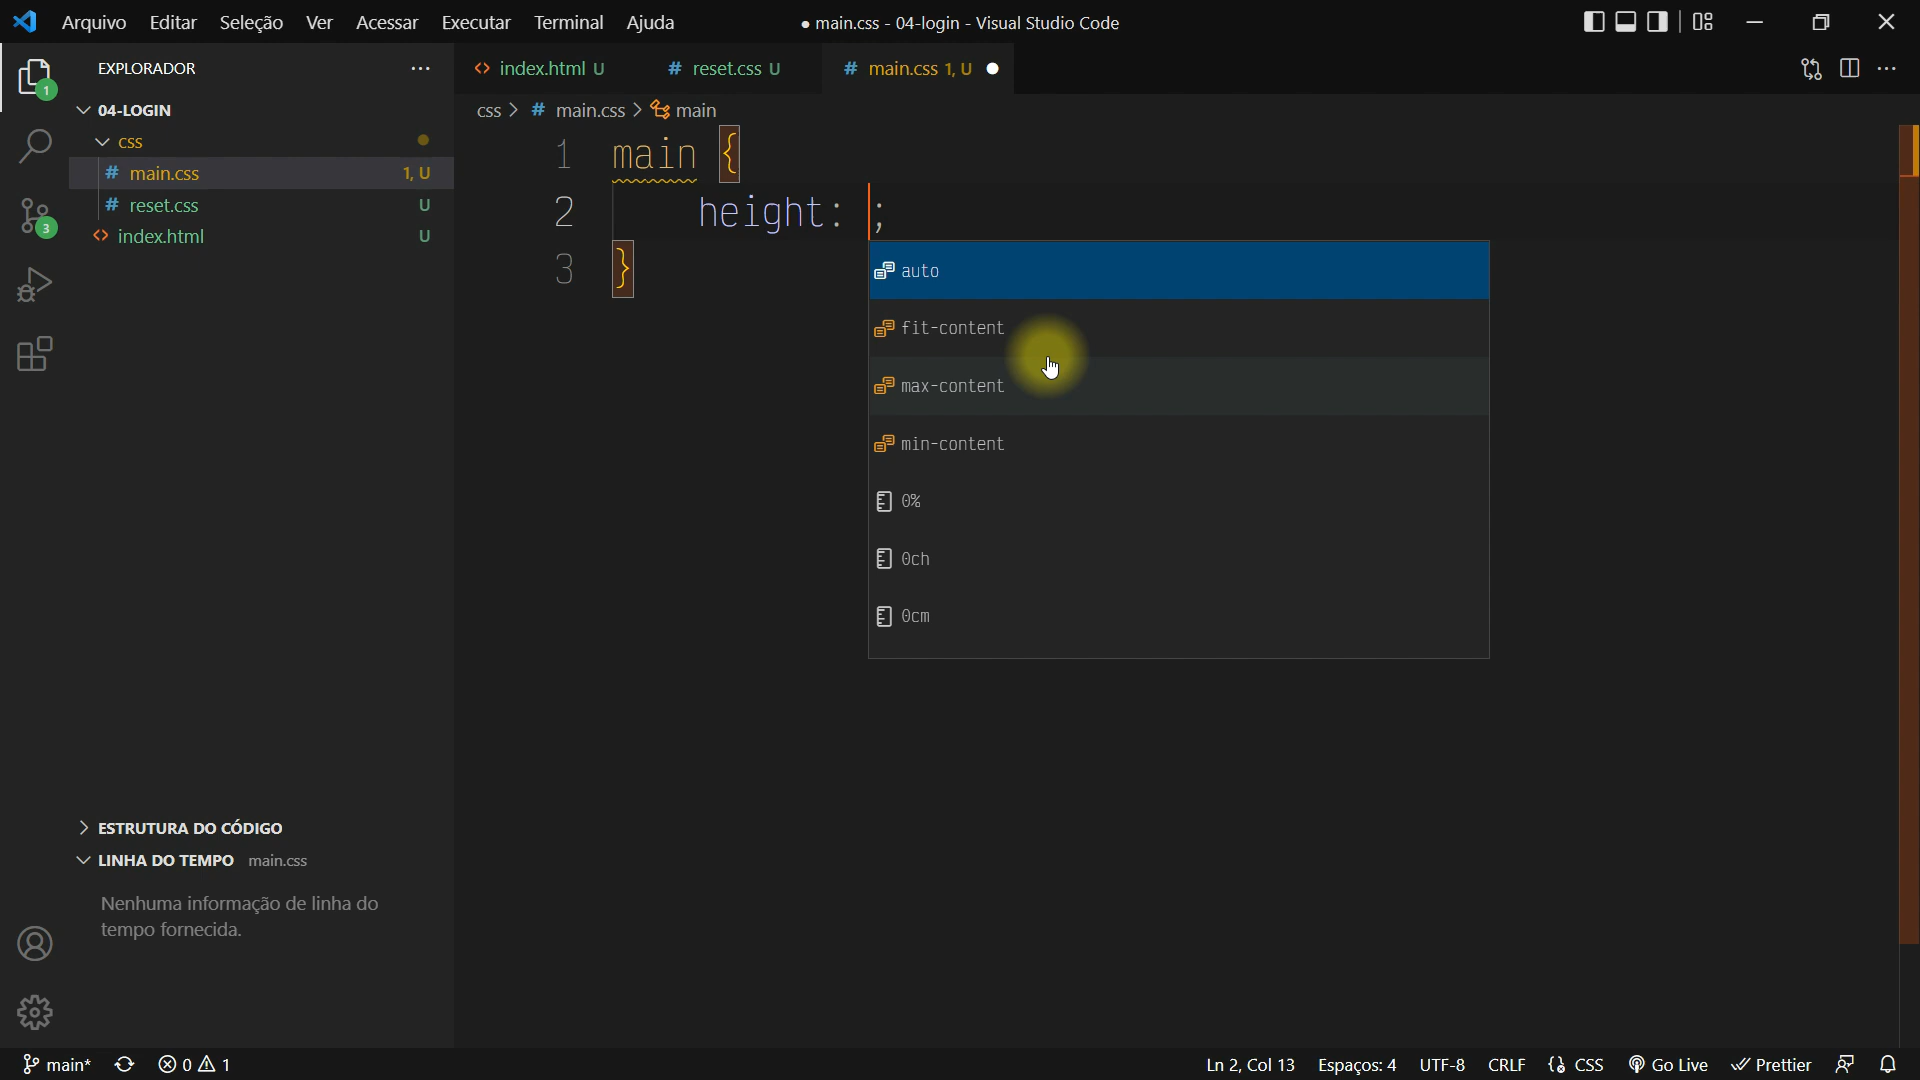 Arquivo Editar Seleção Ver Acessar Executar Terminal Ajuda ● main.css - 04-login - Visual Studio Code
EXPLORADOR ···
04-LOGIN
css
# main.css 1, U
# reset.css U
<> index.html U
ESTRUTURA DO CÓDIGO
LINHA DO TEMPO main.css
Nenhuma informação de linha do
tempo fornecida.
1
3
<> index.html U # reset.css U # main.css 1, U ●
css > # main.css > main
1 main {
2 height: ;
3 }
auto
fit-content
max-content
min-content
0%
0ch
0cm
main* 0 1 Ln 2, Col 13 Espaços: 4 UTF-8 CRLF CSS Go Live Prettier